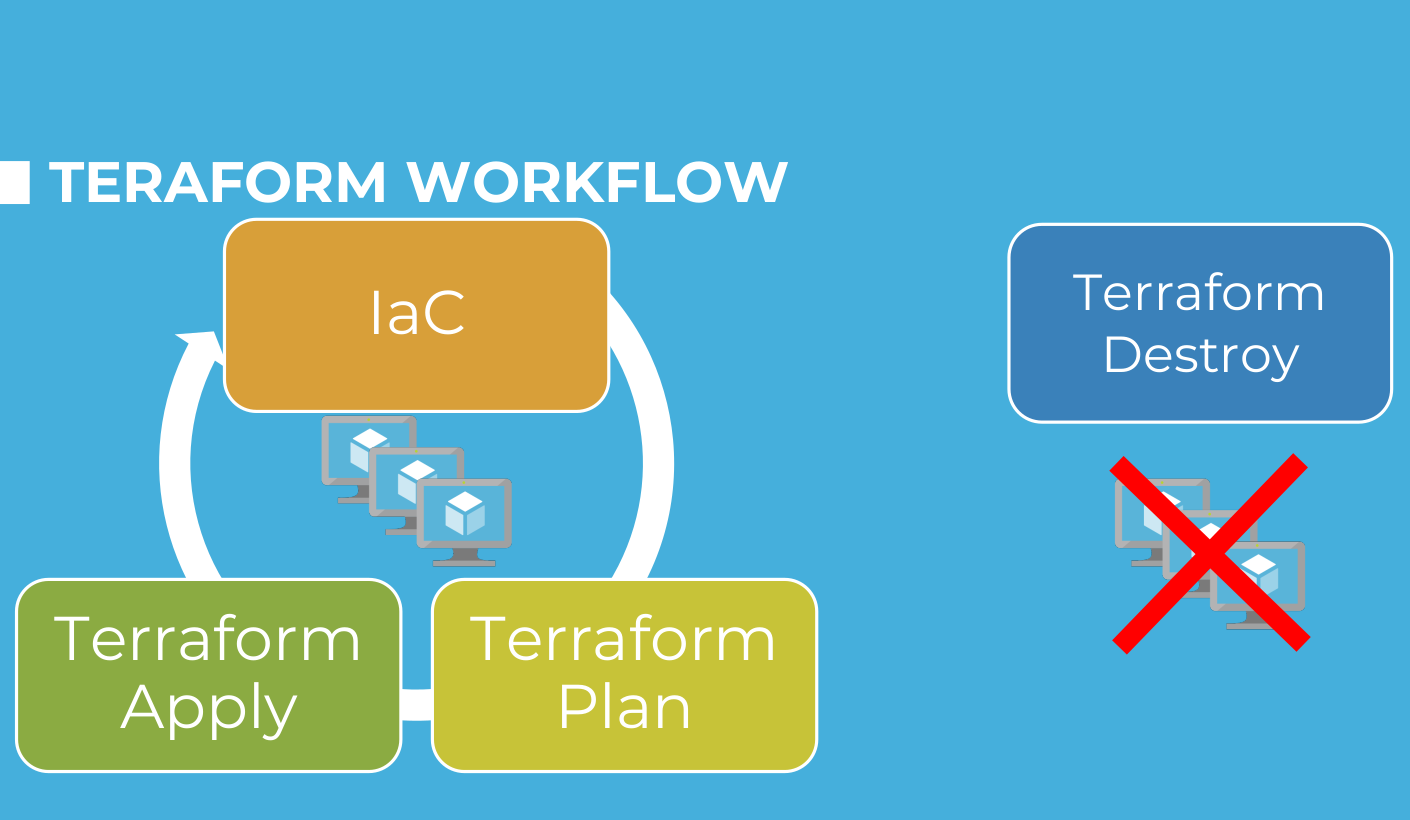 TERAFORM WORKFLOW
IaC
Terraform
Apply
Terraform
Plan
Terraform
Destroy